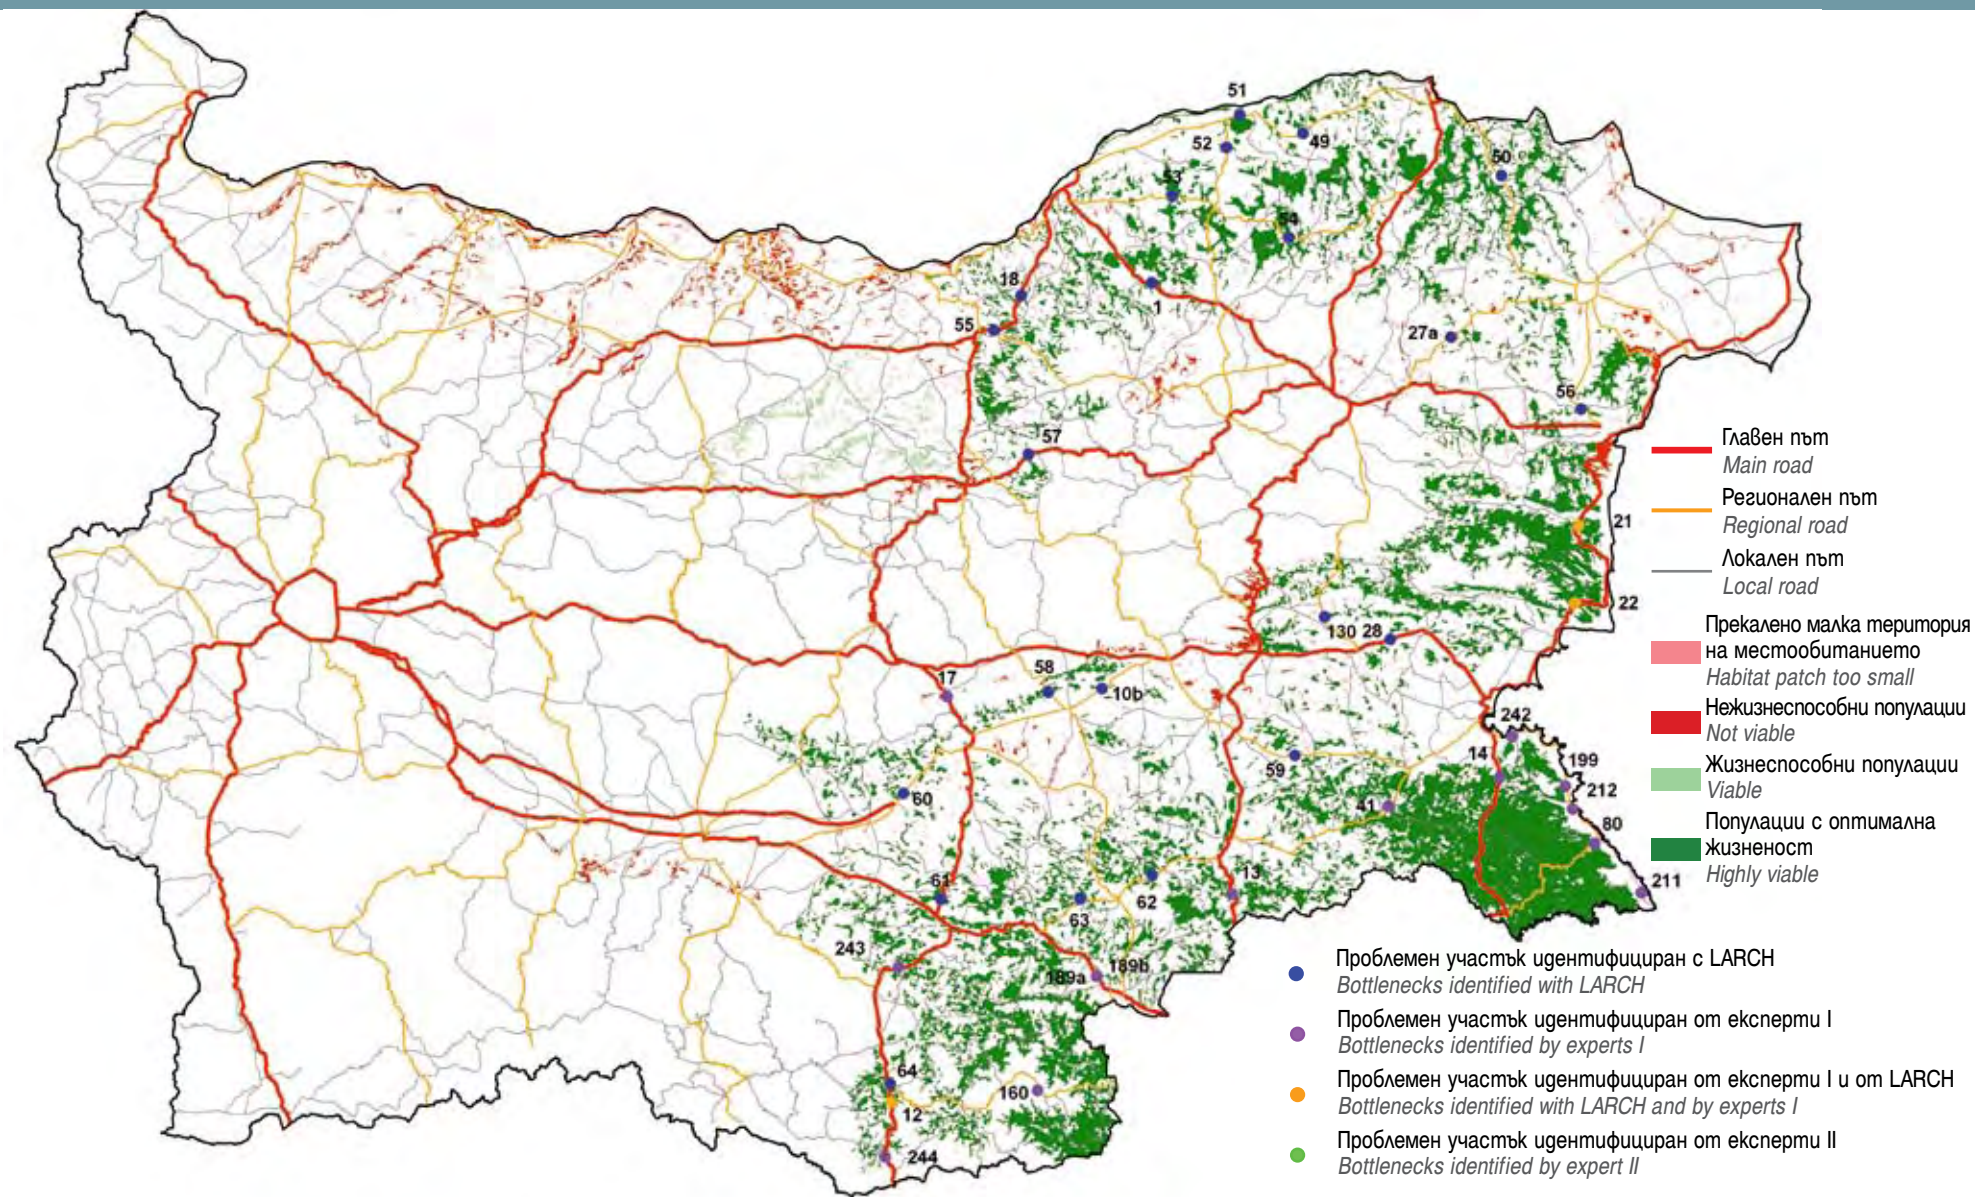 51
49
52
50
53
54
18
1
55
27a
56
57
21
22
130
28
58
10b
17
242
14
199
212
59
60
41
80
61
13
62
63
211
243
189a
189b
64
12
160
244
Главен път
Main road
Регионален път
Regional road
Локален път
Local road
Прекалено малка територия
на местообитанието
Habitat patch too small
Нежизнеспособни популации
Not viable
Жизнеспособни популации
Viable
Популации с оптимална
жизненост
Highly viable
Проблемен участък идентифициран с LARCH
Bottlenecks identified with LARCH
Проблемен участък идентифициран от експерти I
Bottlenecks identified by experts I
Проблемен участък идентифициран от експерти I и от LARCH
Bottlenecks identified with LARCH and by experts I
Проблемен участък идентифициран от експерти II
Bottlenecks identified by expert II